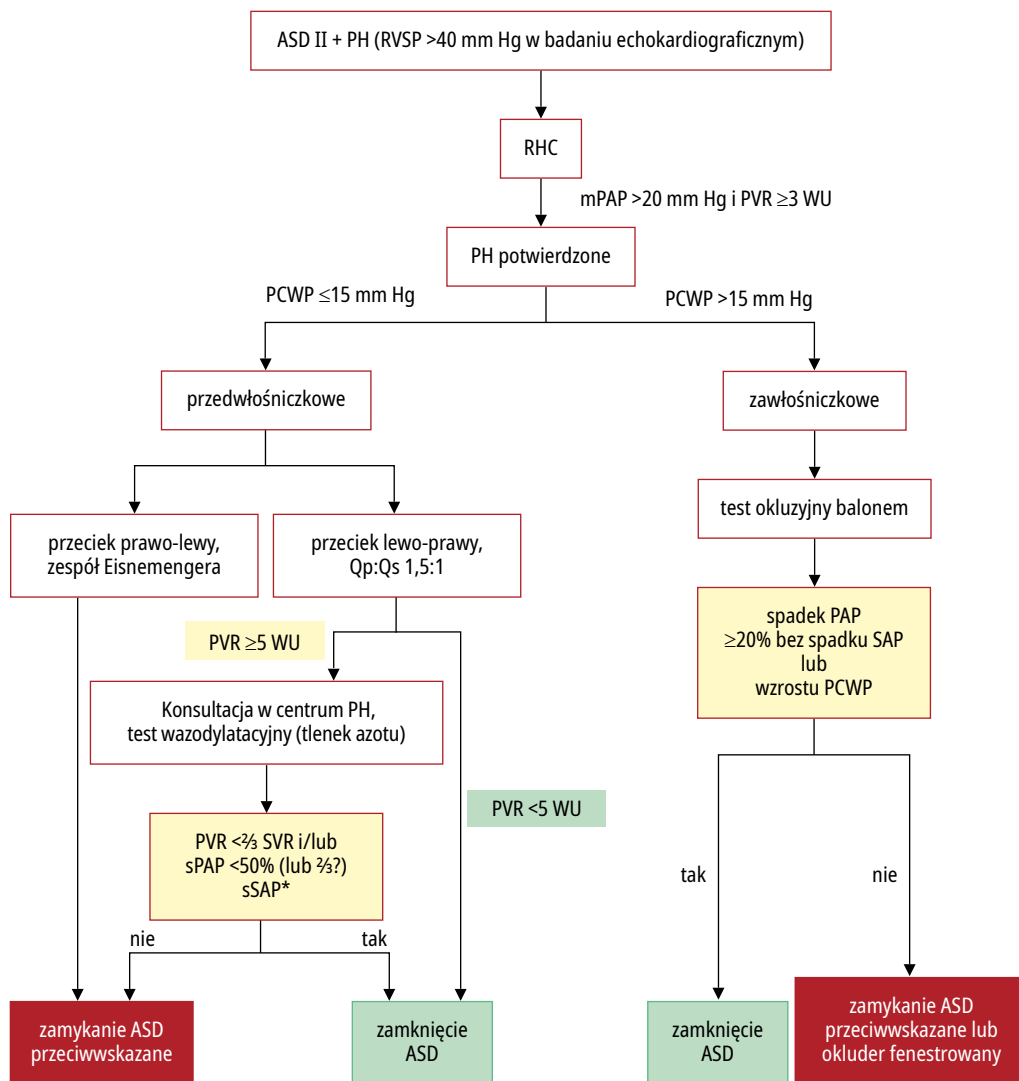 ASD II + PH (RVSP >40 mm Hg w badaniu echokardiograficznym)
RHC
mPAP >20 mm Hg i PVR ≥3 WU
PH potwierdzone
PCWP ≤15 mm Hg
PCWP >15 mm Hg
przedwłośniczkowe
zawłośniczkowe
przeciek prawo-lewy,
zespół Eisnemengera
przeciek lewo-prawy,
Qp:Qs 1,5:1
test okluzyjny balonem
PVR ≥5 WU
spadek PAP
≥20% bez spadku SAP
lub
wzrostu PCWP
Konsultacja w centrum PH,
test wazodylatacyjny (tlenek azotu)
PVR <5 WU
PVR <⅔ SVR i/lub
sPAP <50% (lub ⅔?)
sSAP*
tak
nie
nie
tak
zamykanie ASD
przeciwwskazane
zamknięcie
ASD
zamknięcie
ASD
zamykanie ASD
przeciwwskazane lub
okluder fenestrowany